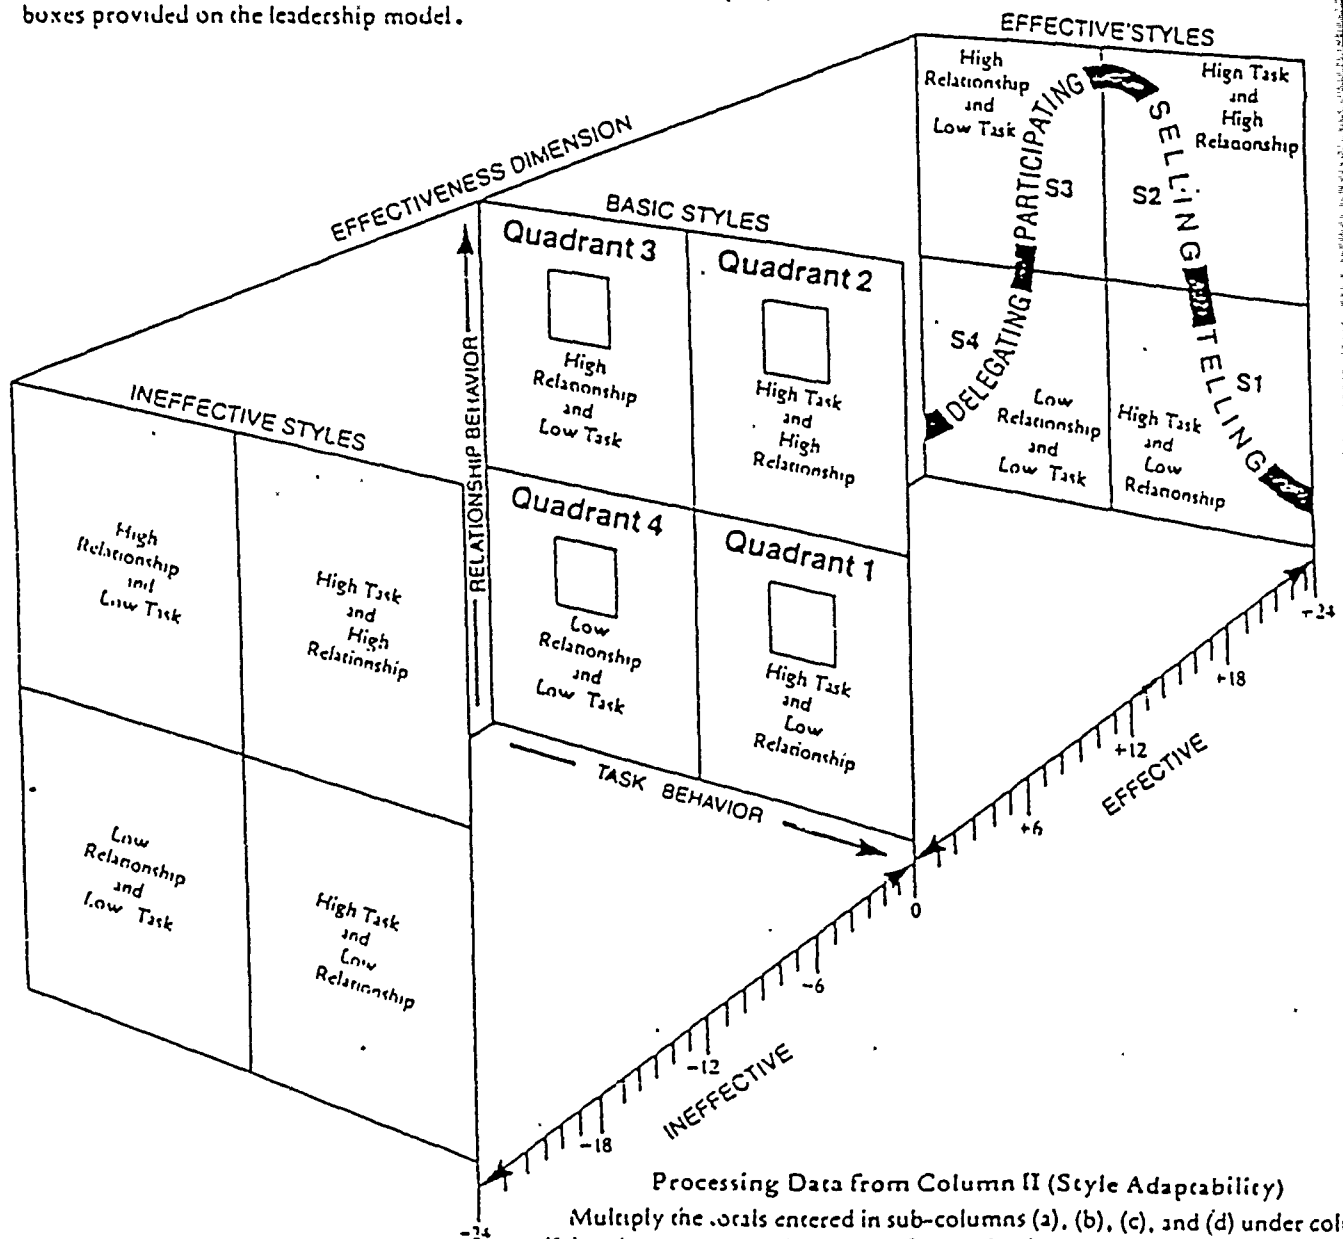 boxes provided on the leadership model.
EFFECTIVE STYLES
High
Relationship
and
Low Task
High Task
and
High
Relationship
PARTICIPATING
SELLING
S3
S2
DELEGATING
TELLING
S4
S1
Low
Relationship
and
Low Task
High Task
and
Low
Relationship
EFFECTIVENESS DIMENSION
BASIC STYLES
Quadrant 3
High
Relationship
and
Low Task
Quadrant 2
High Task
and
High
Relationship
Quadrant 4
Low
Relationship
and
Low Task
Quadrant 1
High Task
and
Low
Relationship
RELATIONSHIP BEHAVIOR
TASK BEHAVIOR
INEFFECTIVE STYLES
High
Relationship
and
Low Task
High Task
and
High
Relationship
Low
Relationship
and
Low Task
High Task
and
Low
Relationship
+24
+18
+12
+6
EFFECTIVE
0
-6
-12
-18
-24
INEFFECTIVE
Processing Data from Column II (Style Adaptability)
Multiply the totals entered in sub-columns (a), (b), (c), and (d) under